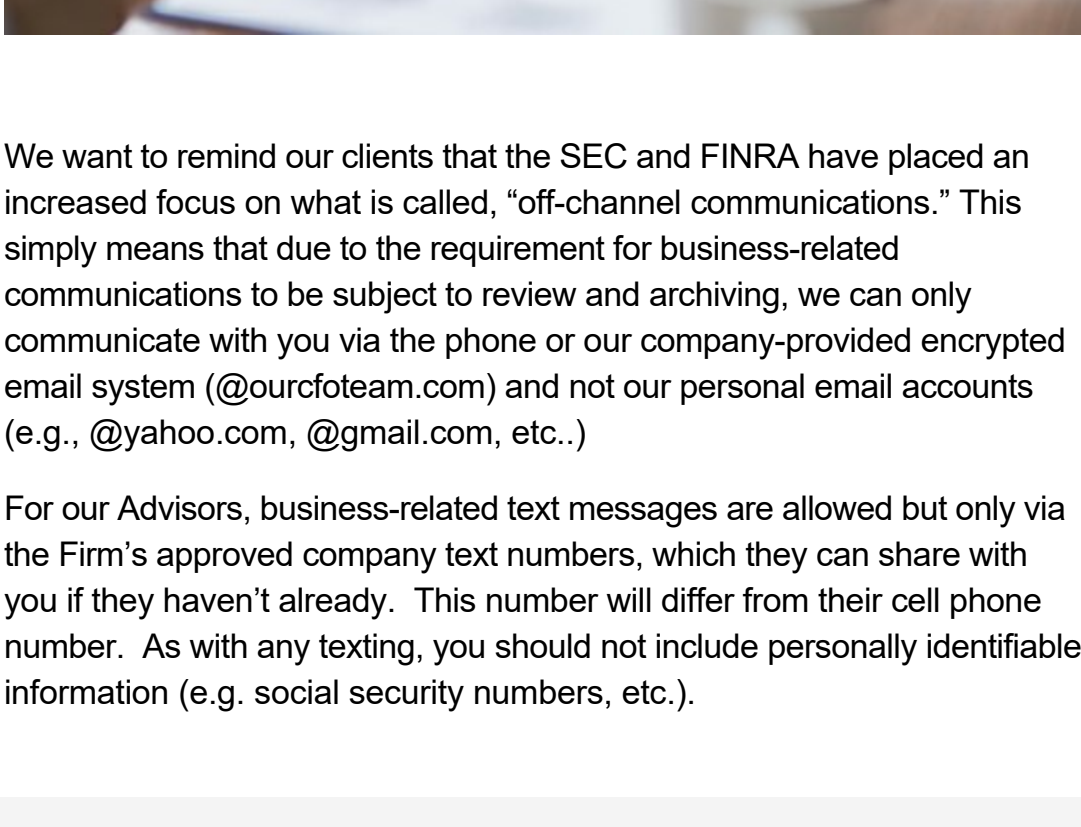 We want to remind our clients that the SEC and FINRA have placed an
increased focus on what is called, “off-channel communications.” This
simply means that due to the requirement for business-related
communications to be subject to review and archiving, we can only
communicate with you via the phone or our company-provided encrypted
email system (@ourcfoteam.com) and not our personal email accounts
(e.g., @yahoo.com, @gmail.com, etc..)
For our Advisors, business-related text messages are allowed but only via
the Firm’s approved company text numbers, which they can share with
you if they haven’t already.  This number will differ from their cell phone
number.  As with any texting, you should not include personally identifiable
information (e.g. social security numbers, etc.).